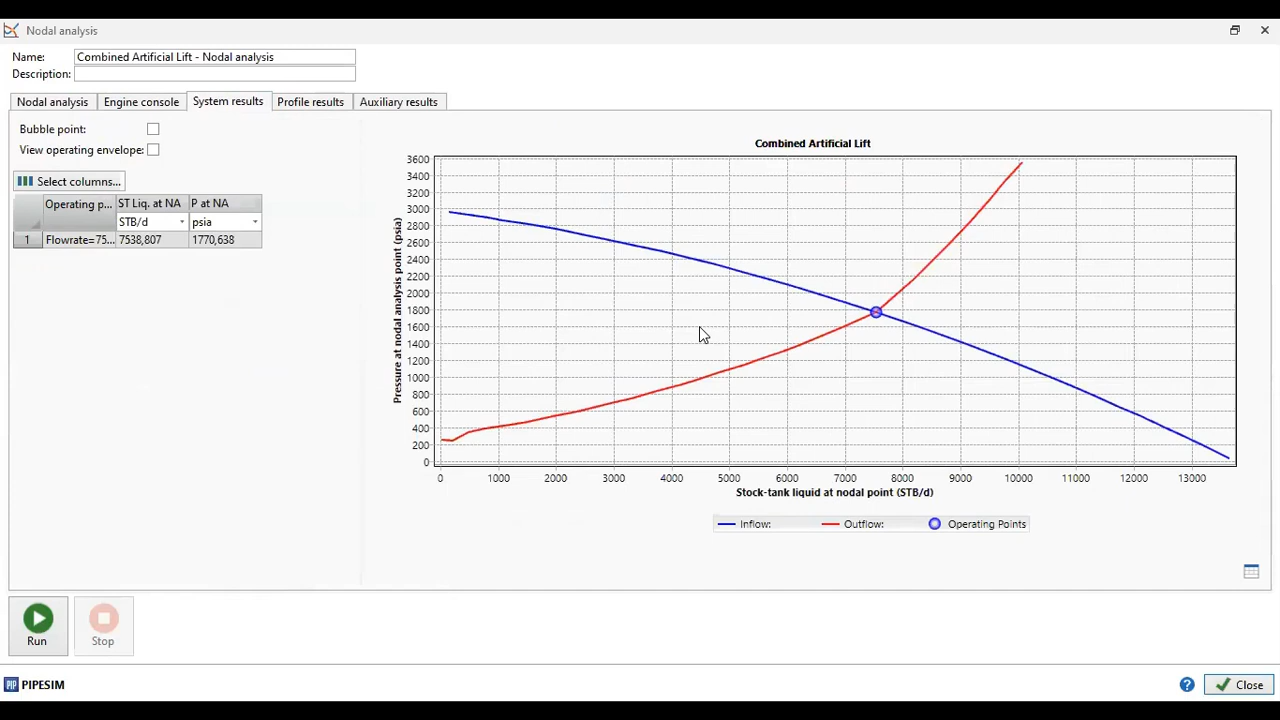 Nodal analysis
Name: Combined Artificial Lift - Nodal analysis
Description:
Nodal analysis Engine console System results Profile results Auxiliary results
Bubble point:
View operating envelope:
Select columns...
Operating p... ST Liq. at NA P at NA
STB/d psia
1 Flowrate=75... 7538,807 1770,638
Combined Artificial Lift
Pressure at nodal analysis point (psia)
3600
3400
3200
3000
2800
2600
2400
2200
2000
1800
1600
1400
1200
1000
800
600
400
200
0
0 1000 2000 3000 4000 5000 6000 7000 8000 9000 10000 11000 12000 13000
Stock-tank liquid at nodal point (STB/d)
Inflow: Outflow: Operating Points
Run Stop
PIP PIPESIM
? Close